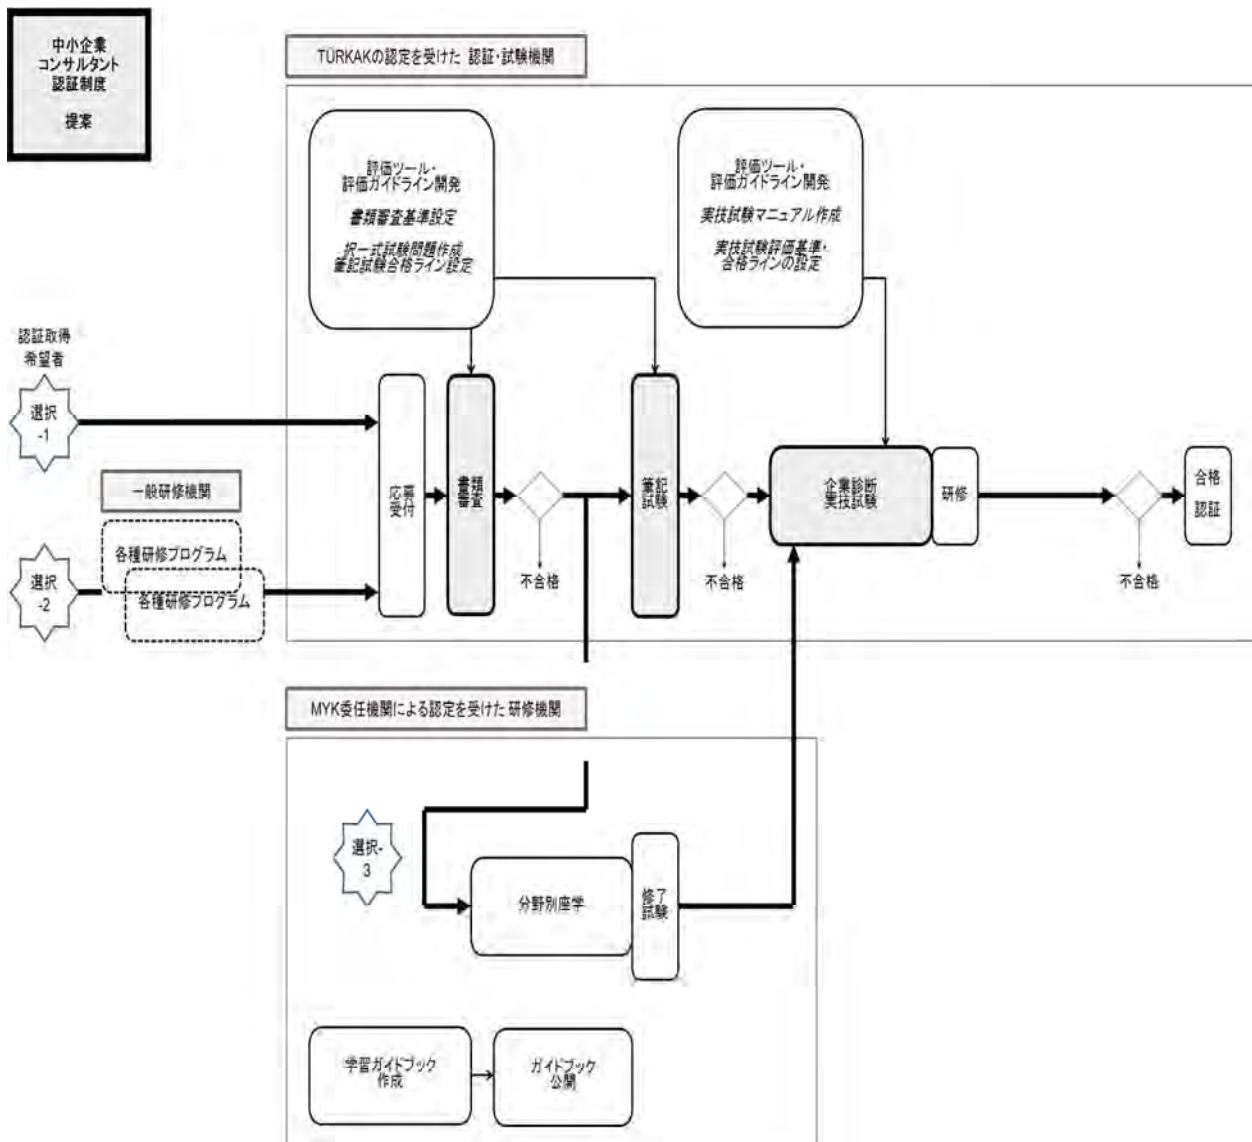 中小企業
コンサルタント
認証制度
提案
TÜRKAKの認定を受けた 認証・試験機関
評価ツール・
評価ガイドライン開発
書類審査基準設定
択一式試験問題作成
筆記試験合格ライン設定
評価ツール・
評価ガイドライン開発
実技試験マニュアル作成
実技試験評価基準・
合格ラインの設定
認証取得
希望者
選択
-1
一般研修機関
各種研修プログラム
各種研修プログラム
選択
-2
応募
受付
書類
審査
不合格
筆記
試験
不合格
企業診断
実技試験
研修
不合格
合格
認証
MYK委任機関による認定を受けた 研修機関
選択-
3
分野別座学
修了
試験
学習ガイドブック
作成
ガイドブック
公開